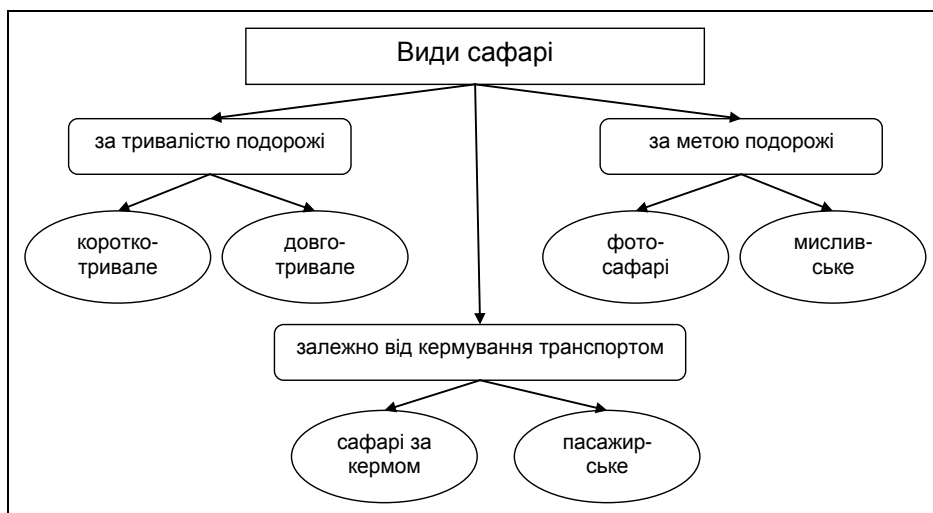 Види сафарі
за тривалістю подорожі
за метою подорожі
коротко-
тривале
довго-
тривале
фото-
сафарі
мислив-
ське
залежно від кермування транспортом
сафарі за
кермом
пасажир-
ське